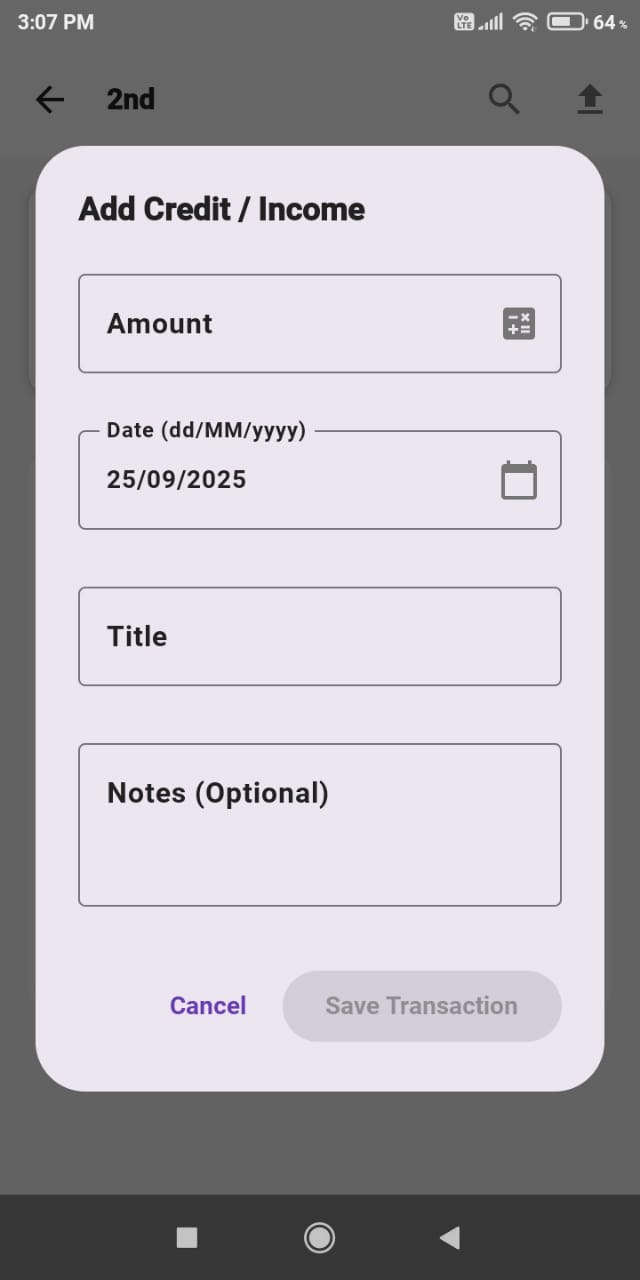 3:07 PM
Vo LTE
64 %
2nd
Add Credit / Income
Amount
Date (dd/MM/yyyy)
25/09/2025
Title
Notes (Optional)
Cancel
Save Transaction